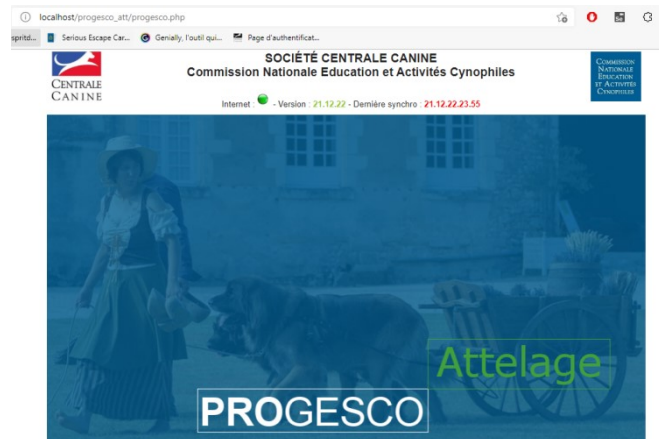 localhost/progesco_att/progesco.php
spritd... Serious Escape Car... Genially, l'outil qui... Page d'authentificat...
SOCIÉTÉ CENTRALE CANINE
Commission Nationale Education et Activités Cynophiles
CENTRALE
CANINE
COMMISSION
NATIONALE
EDUCATION
ET ACTIVITÉS
CYNOPHILES
Internet : - Version : 21.12.22 - Dernière synchro : 21.12.22.23.55
Attelage
PROGESCO